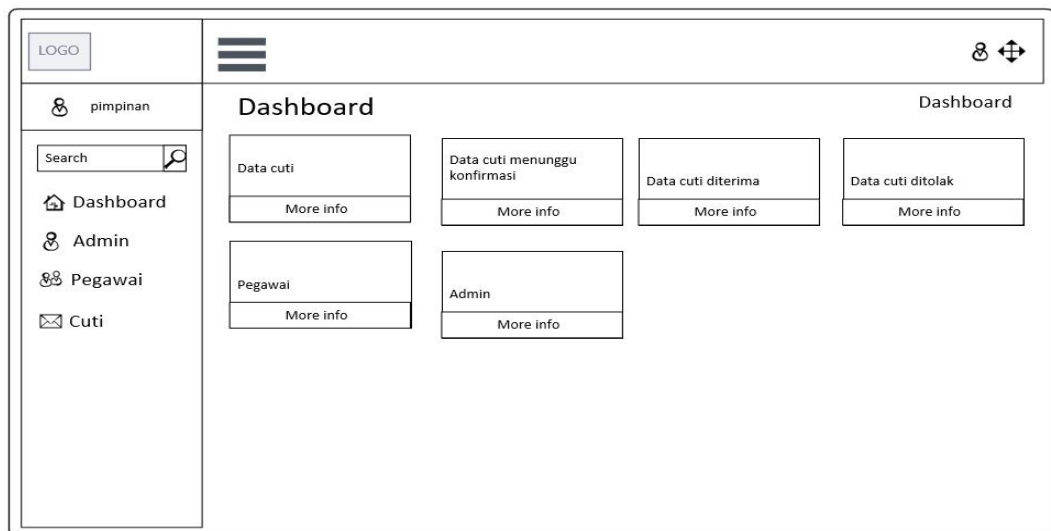 LOGO
pimpinan
Search
Dashboard
Admin
Pegawai
Cuti
Dashboard
Dashboard
Data cuti
More info
Data cuti menunggu
konfirmasi
More info
Data cuti diterima
More info
Data cuti ditolak
More info
Pegawai
More info
Admin
More info